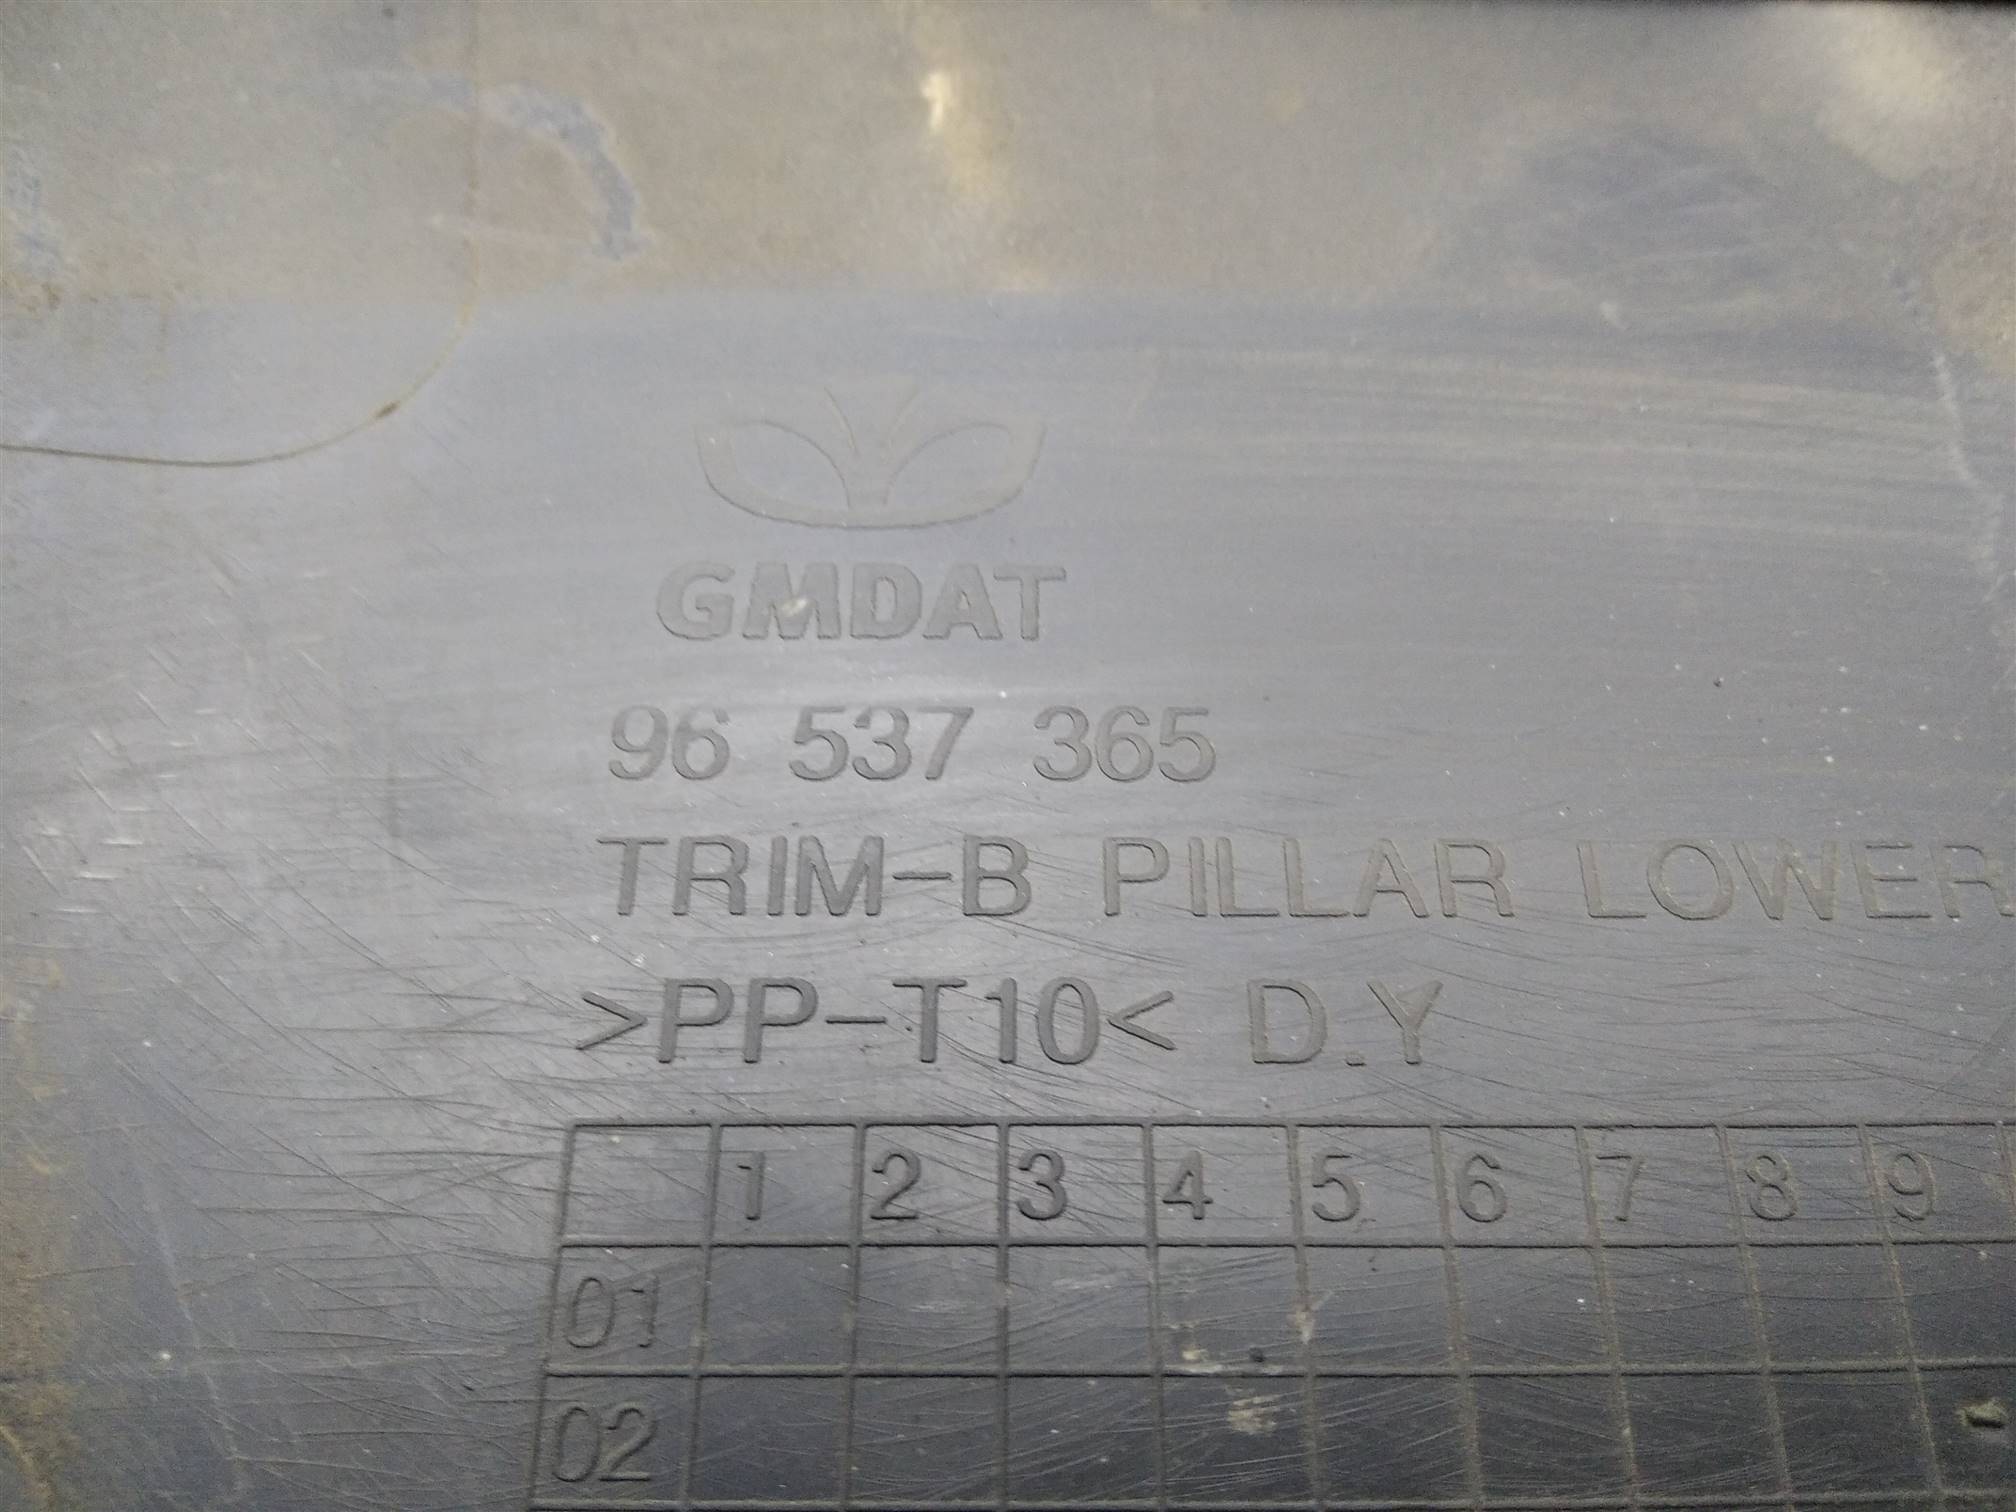 GMDAT
96 537 365
TRIM-B PILLAR LOWER
>PP-T10< D.Y
1 2 3 4 5 6 7 8 9
01
02